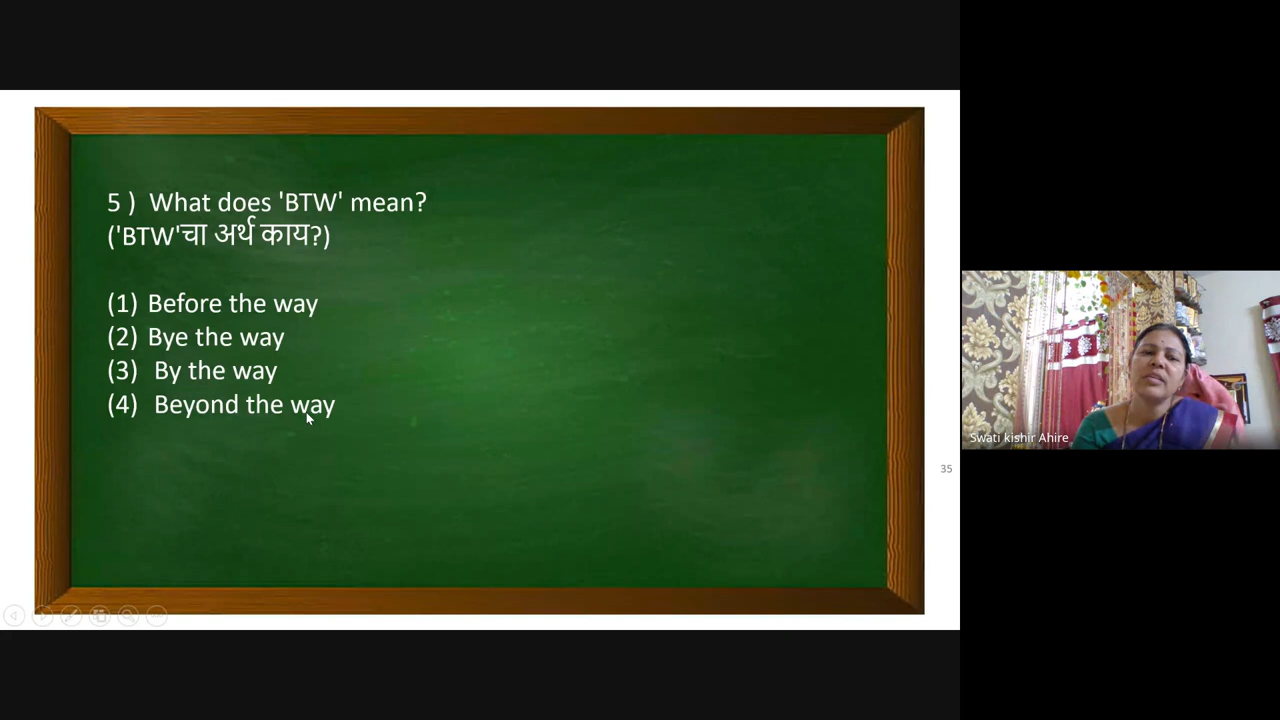 5 ) What does 'BTW' mean?
('BTW'चा अर्थ काय?)
(1) Before the way
(2) Bye the way
(3) By the way
(4) Beyond the way
Swati kishir Ahire
35